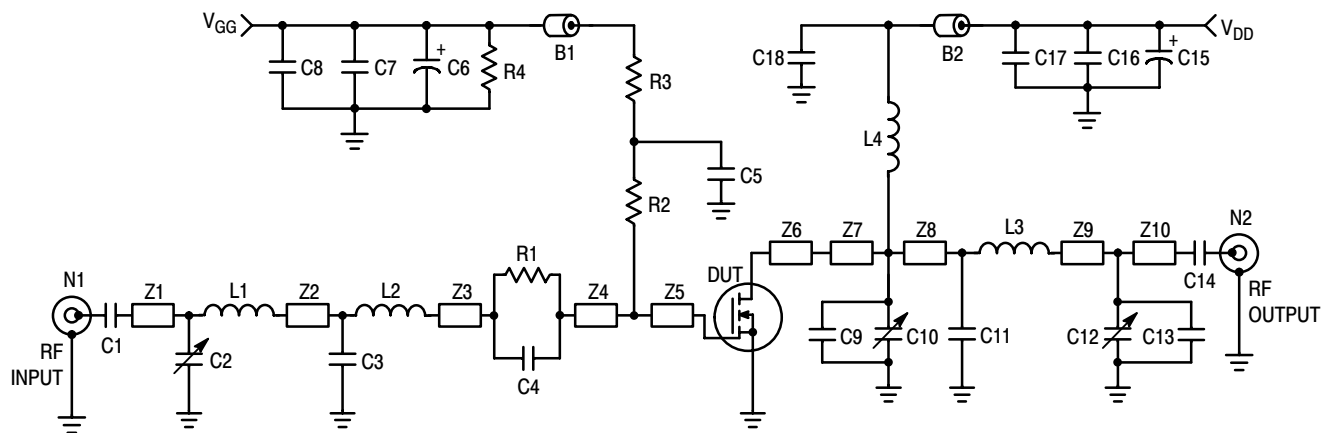 VGG
B1
B2
VDD
C8
C7
+
C6
R4
R3
C18
C17
C16
+
C15
L4
C5
R2
Z6
Z7
Z8
L3
Z9
Z10
N2
R1
DUT
C14
N1
Z1
L1
Z2
L2
Z3
Z4
Z5
RF
OUTPUT
C1
RF
INPUT
C2
C3
C4
C9
C10
C11
C12
C13